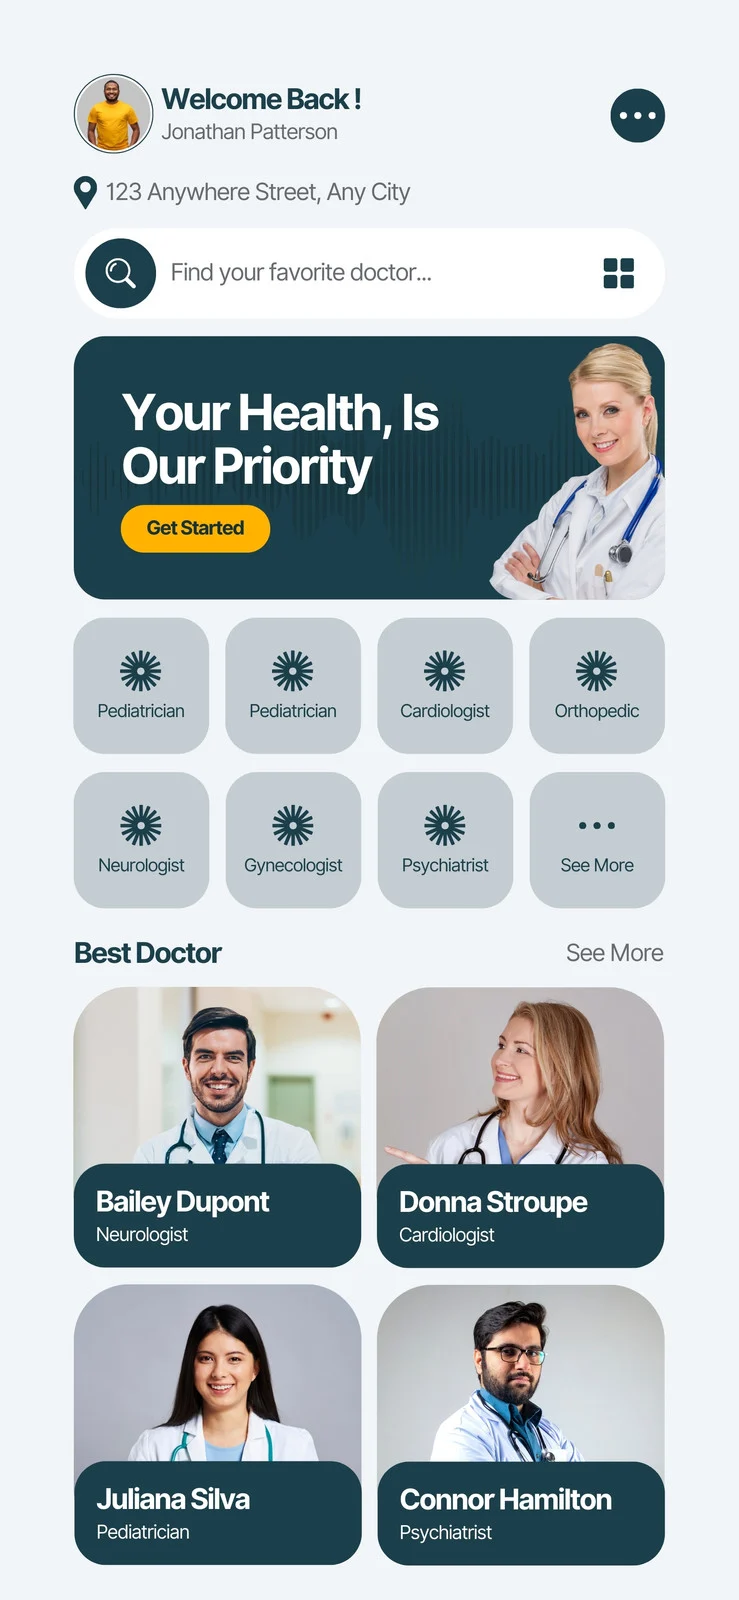 Welcome Back !
Jonathan Patterson
123 Anywhere Street, Any City
Find your favorite doctor...
Your Health, Is
Our Priority
Get Started
Pediatrician
Pediatrician
Cardiologist
Orthopedic
Neurologist
Gynecologist
Psychiatrist
See More
Best Doctor
See More
Bailey Dupont
Neurologist
Donna Stroupe
Cardiologist
Juliana Silva
Pediatrician
Connor Hamilton
Psychiatrist